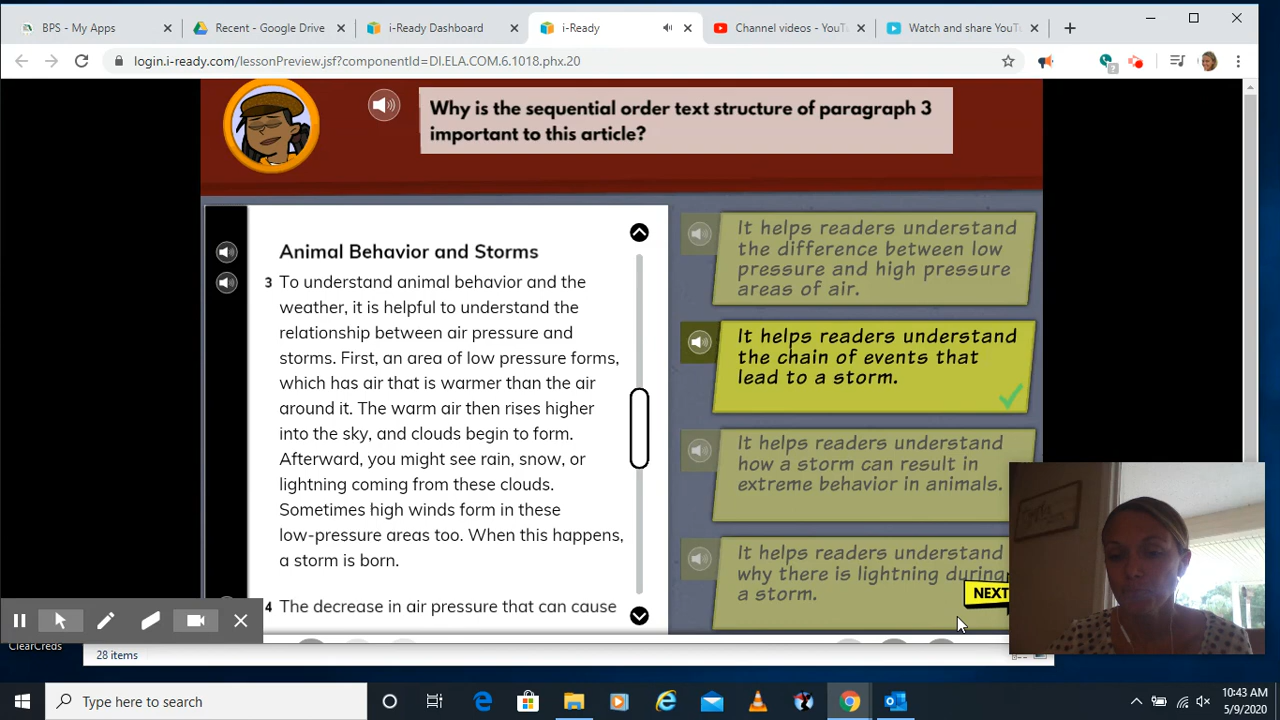 BPS - My Apps
Recent - Google Drive
i-Ready Dashboard
i-Ready
Channel videos - YouTu
Watch and share YouT
login.i-ready.com/lessonPreview.jsf?componentId=DI.ELA.COM.6.1018.phx.20
Why is the sequential order text structure of paragraph 3
important to this article?
Animal Behavior and Storms
3 To understand animal behavior and the
weather, it is helpful to understand the
relationship between air pressure and
storms. First, an area of low pressure forms,
which has air that is warmer than the air
around it. The warm air then rises higher
into the sky, and clouds begin to form.
Afterward, you might see rain, snow, or
lightning coming from these clouds.
Sometimes high winds form in these
low-pressure areas too. When this happens,
a storm is born.
4 The decrease in air pressure that can cause
It helps readers understand
the difference between low
pressure and high pressure
areas of air.
It helps readers understand
the chain of events that
lead to a storm.
It helps readers understand
how a storm can result in
extreme behavior in animals.
It helps readers understand
why there is lightning during
a storm.
NEXT
ClearCreds
28 items
Type here to search
10:43 AM
5/9/2020